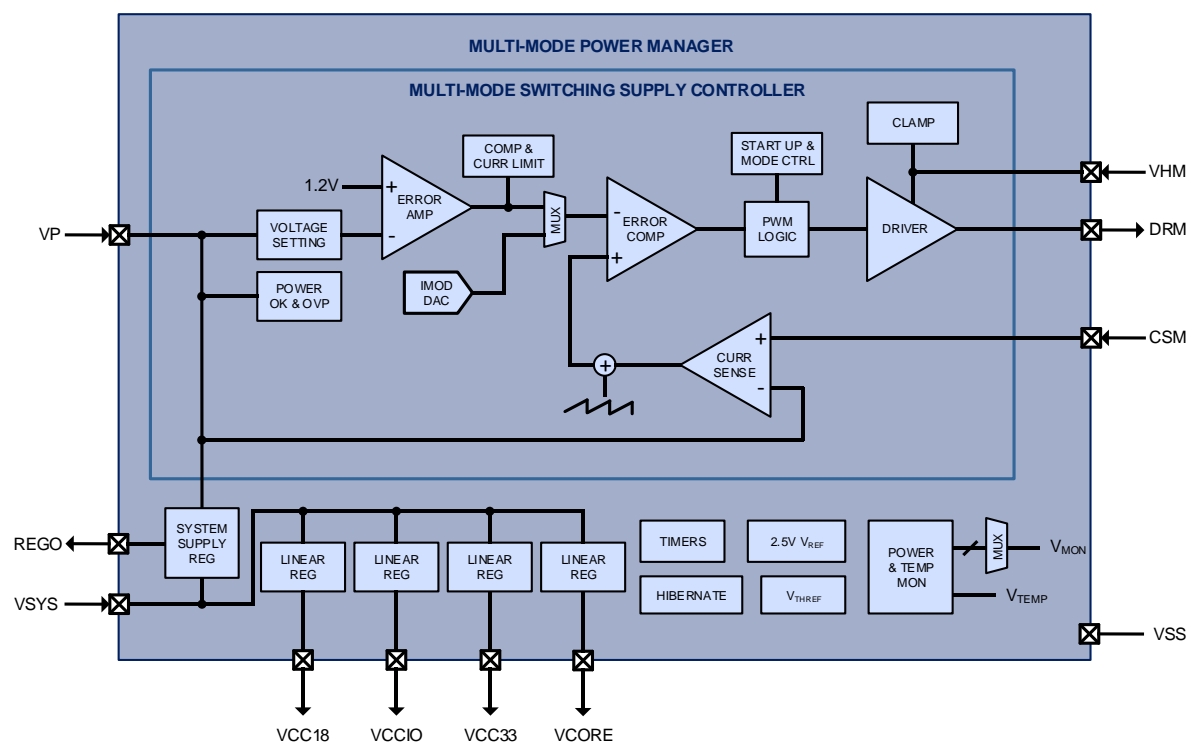 MULTI-MODE POWER MANAGER
MULTI-MODE SWITCHING SUPPLY CONTROLLER
CLAMP
COMP &
CURR LIMIT
START UP &
MODE CTRL
VHM
1.2V
+
ERROR
AMP
-
MUX
-
ERROR
COMP
+
PWM
LOGIC
DRIVER
DRM
VP
VOLTAGE
SETTING
POWER
OK & OVP
IMOD
DAC
CSM
+
CURR
SENSE
-
+
REGO
SYSTEM
SUPPLY
REG
VSYS
LINEAR
REG
LINEAR
REG
LINEAR
REG
LINEAR
REG
TIMERS
2.5V VREF
HIBERNATE
VTHREF
POWER
& TEMP
MON
MUX
VMON
VTEMP
VSS
VCC18
VCCIO
VCC33
VCORE